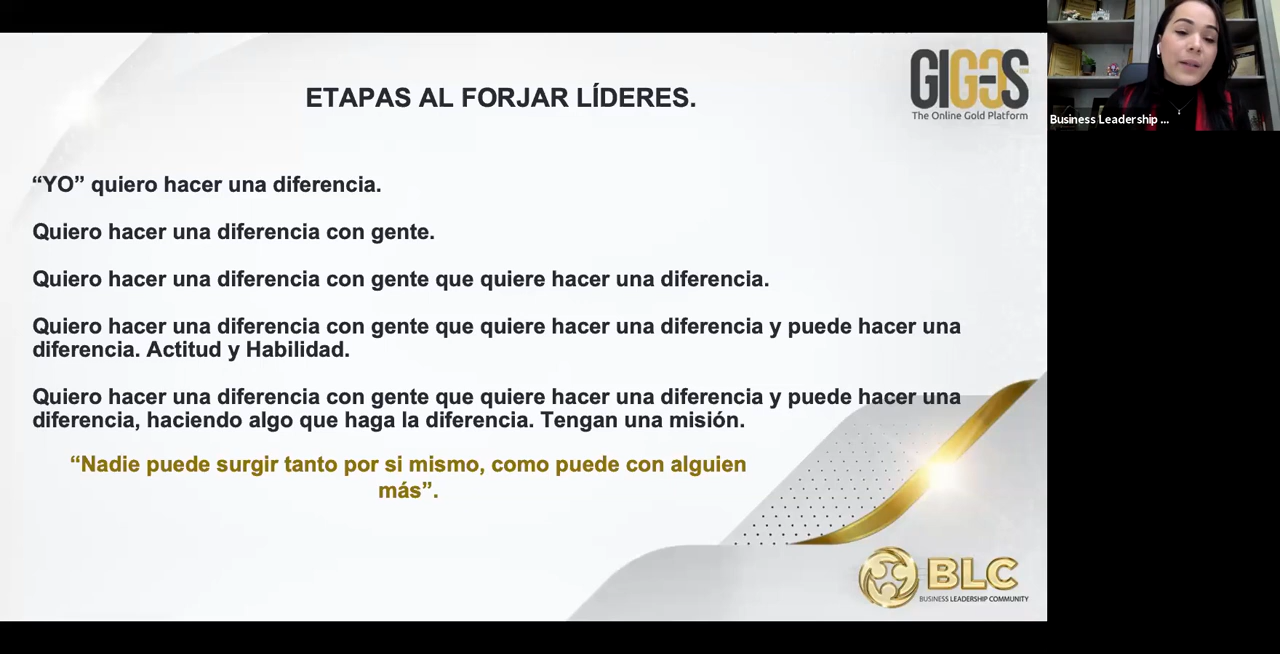 ETAPAS AL FORJAR LÍDERES.
GIGOS
The Online Gold Platform
Business Leadership ...
“YO” quiero hacer una diferencia.
Quiero hacer una diferencia con gente.
Quiero hacer una diferencia con gente que quiere hacer una diferencia.
Quiero hacer una diferencia con gente que quiere hacer una diferencia y puede hacer una
diferencia. Actitud y Habilidad.
Quiero hacer una diferencia con gente que quiere hacer una diferencia y puede hacer una
diferencia, haciendo algo que haga la diferencia. Tengan una misión.
“Nadie puede surgir tanto por si mismo, como puede con alguien
más”.
BLC
BUSINESS LEADERSHIP COMMUNITY